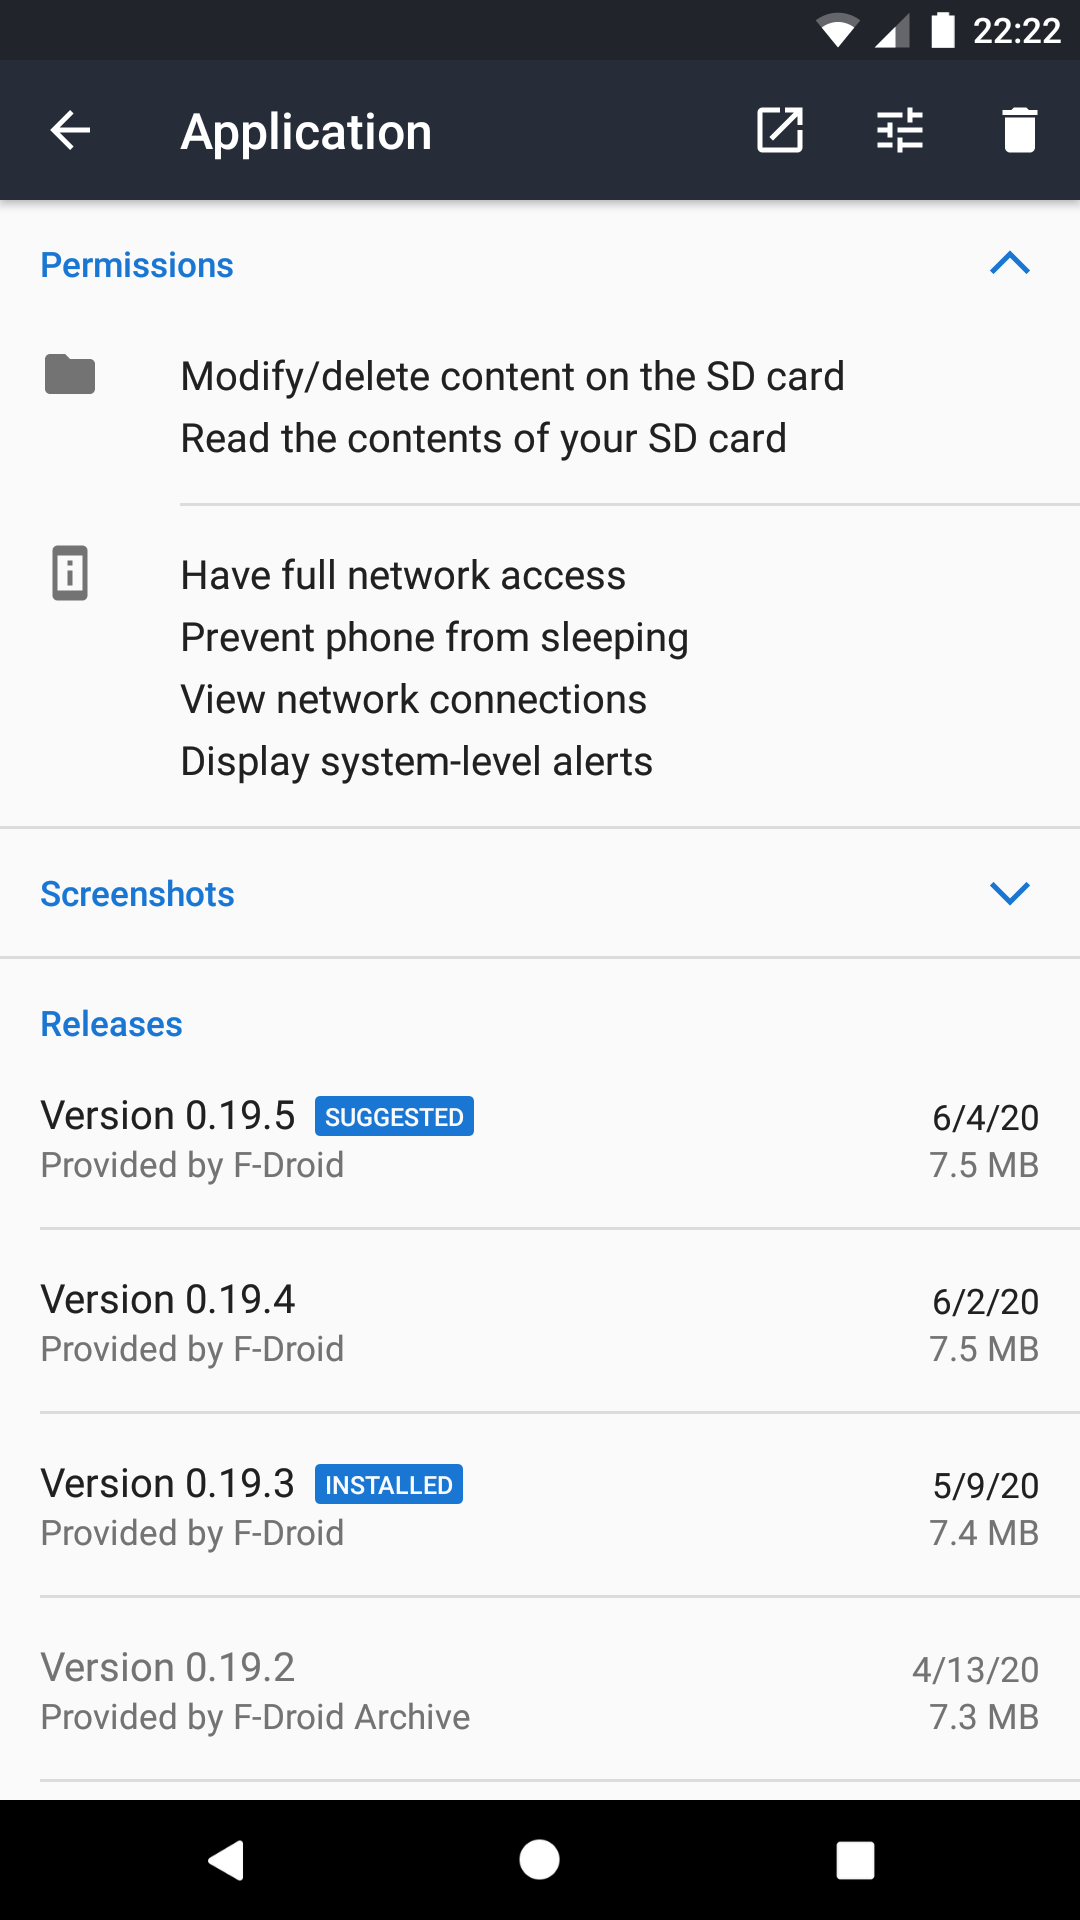 22:22
Application
Permissions
Modify/delete content on the SD card
Read the contents of your SD card
Have full network access
Prevent phone from sleeping
View network connections
Display system-level alerts
Screenshots
Releases
Version 0.19.5 SUGGESTED 6/4/20
Provided by F-Droid 7.5 MB
Version 0.19.4 6/2/20
Provided by F-Droid 7.5 MB
Version 0.19.3 INSTALLED 5/9/20
Provided by F-Droid 7.4 MB
Version 0.19.2 4/13/20
Provided by F-Droid Archive 7.3 MB